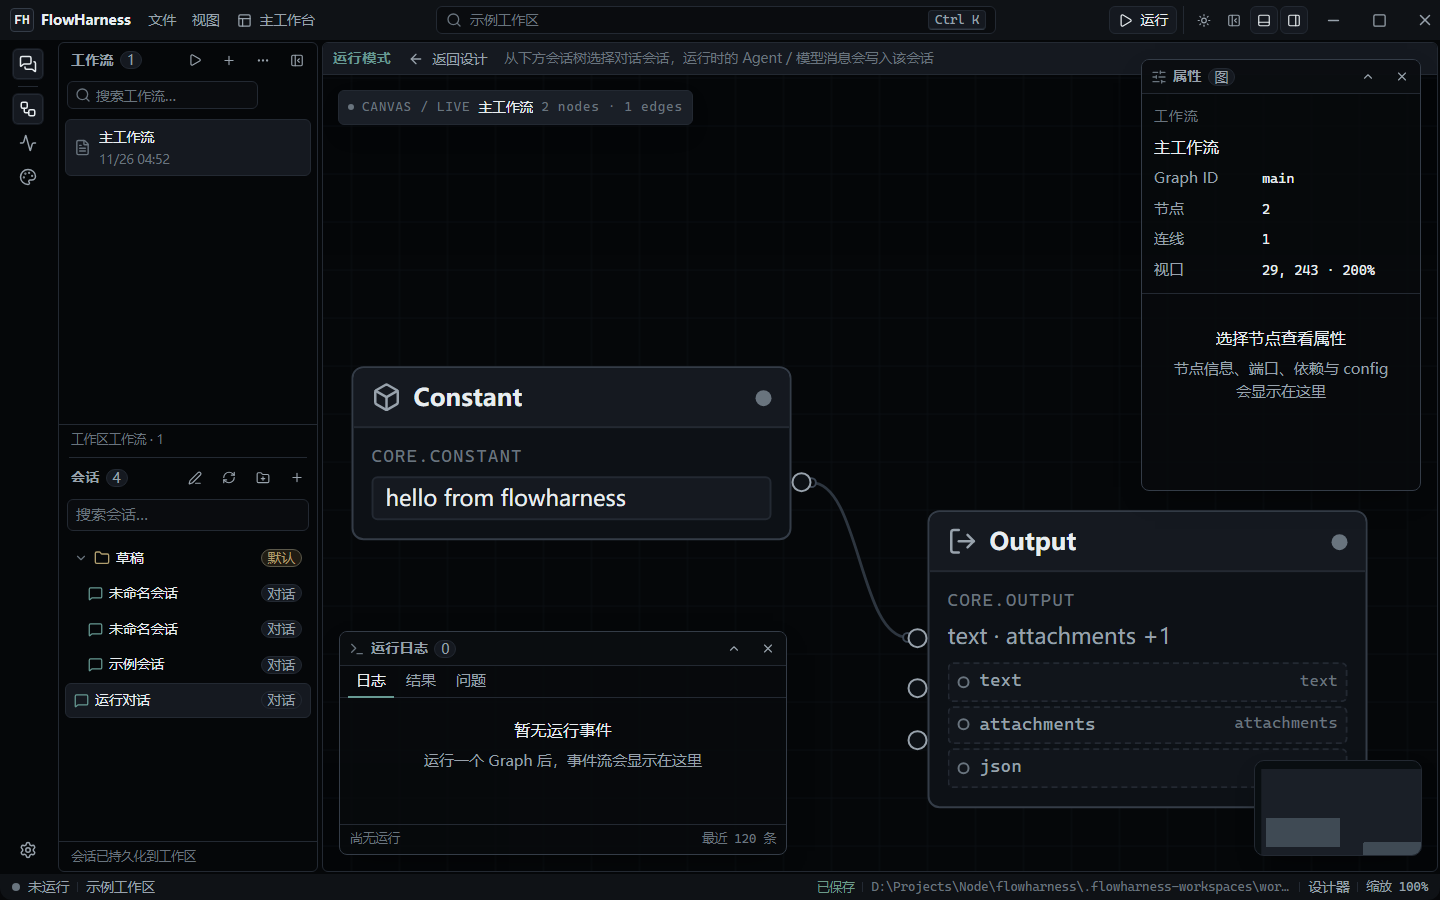 FH FlowHarness 文件 视图 主工作台 示例工作区 Ctrl K 运行
工作流 1
搜索工作流...
主工作流
11/26 04:52
工作区工作流 · 1
会话 4
搜索会话...
草稿 默认
未命名会话 对话
未命名会话 对话
示例会话 对话
运行对话 对话
会话已持久化到工作区
运行模式 返回设计 从下方会话树选择对话会话，运行时的 Agent / 模型消息会写入该会话
CANVAS / LIVE 主工作流 2 nodes · 1 edges
Constant
CORE.CONSTANT
hello from flowharness
Output
CORE.OUTPUT
text · attachments +1
text text
attachments attachments
json
运行日志 0
日志 结果 问题
暂无运行事件
运行一个 Graph 后，事件流会显示在这里
尚无运行 最近 120 条
属性 图
工作流
主工作流
Graph ID main
节点 2
连线 1
视口 29, 243 · 200%
选择节点查看属性
节点信息、端口、依赖与 config
会显示在这里
未运行 示例工作区 已保存 D:\Projects\Node\flowharness\.flowharness-workspaces\wor… 设计器 缩放 100%